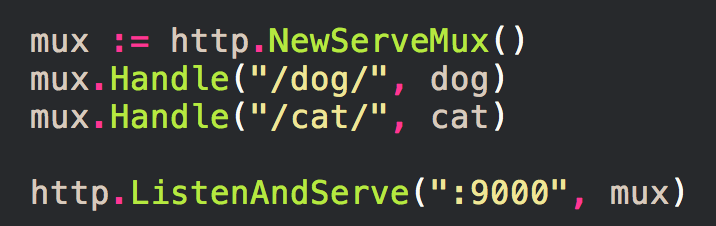 mux := http.NewServeMux()
mux.Handle("/dog/", dog)
mux.Handle("/cat/", cat)
http.ListenAndServe(":9000", mux)